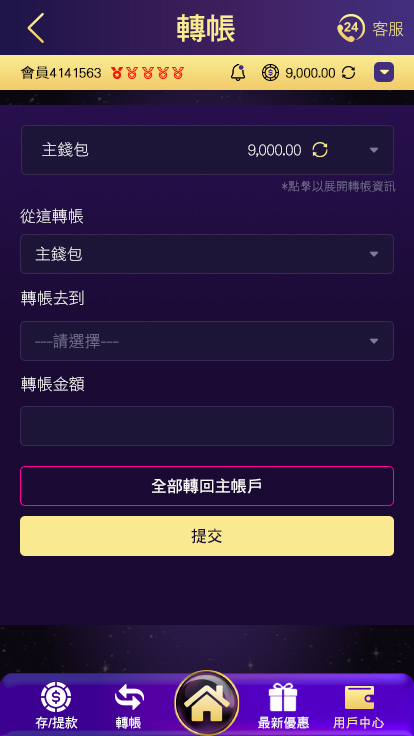 轉帳
24 客服
會員4141563 9,000.00
主錢包 9,000.00
*點擊以展開轉帳資訊
從這轉帳
主錢包
轉帳去到
---請選擇---
轉帳金額
全部轉回主帳戶
提交
存/提款 轉帳 最新優惠 用戶中心